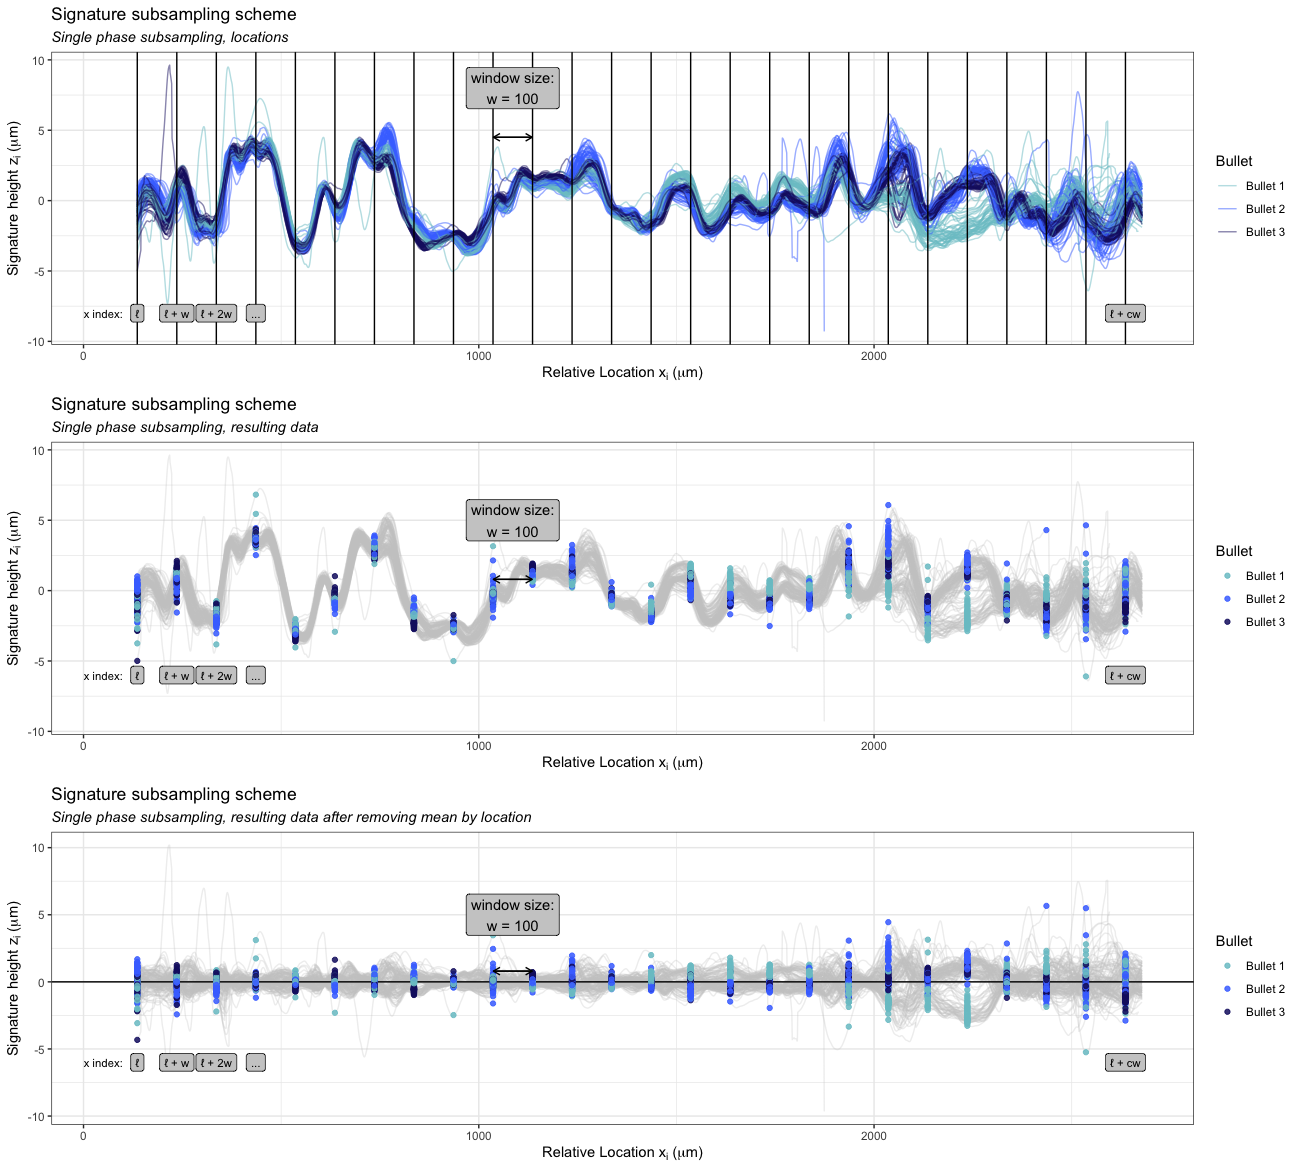 Signature subsampling scheme
Single phase subsampling, locations
Signature height zi (μm)
10
5
0
-5
-10
window size:
w = 100
x index:
ℓ
ℓ + w
ℓ + 2w
...
ℓ + cw
0
1000
2000
Relative Location xi (μm)
Bullet
Bullet 1
Bullet 2
Bullet 3
Signature subsampling scheme
Single phase subsampling, resulting data
Signature height zi (μm)
10
5
0
-5
-10
window size:
w = 100
x index:
ℓ
ℓ + w
ℓ + 2w
...
ℓ + cw
0
1000
2000
Relative Location xi (μm)
Bullet
Bullet 1
Bullet 2
Bullet 3
Signature subsampling scheme
Single phase subsampling, resulting data after removing mean by location
Signature height zi (μm)
10
5
0
-5
-10
window size:
w = 100
x index:
ℓ
ℓ + w
ℓ + 2w
...
ℓ + cw
0
1000
2000
Relative Location xi (μm)
Bullet
Bullet 1
Bullet 2
Bullet 3